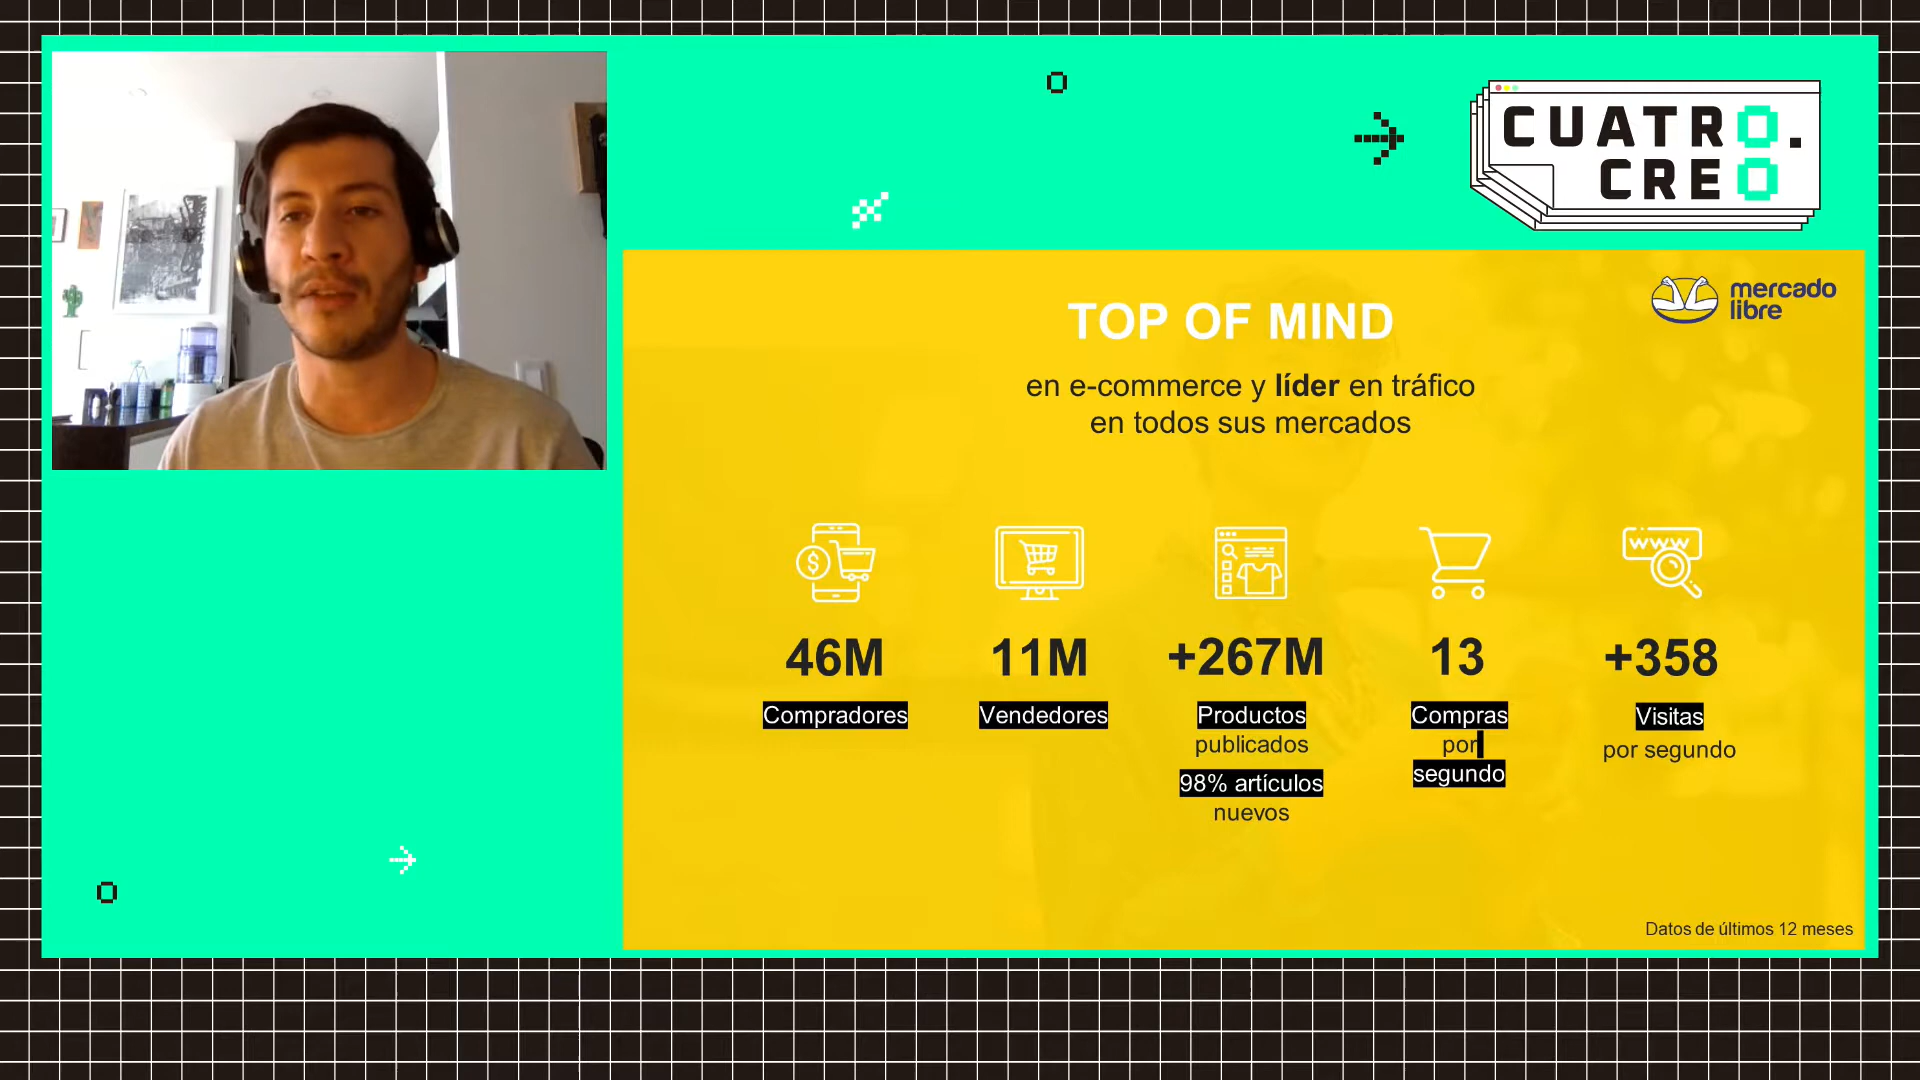 CUATRO.
CREO
mercado
libre
TOP OF MIND
en e-commerce y líder en tráfico
en todos sus mercados
$
WWW
46M
11M
+267M
13
+358
Compradores
Vendedores
Productos
publicados
98% artículos
nuevos
Compras
por
segundo
Visitas
por segundo
Datos de últimos 12 meses